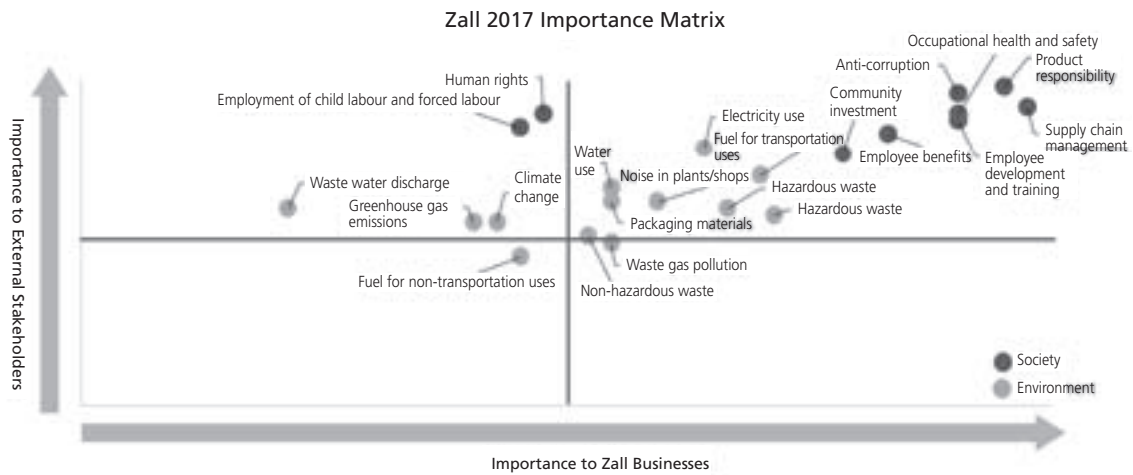 Zall 2017 Importance Matrix
Occupational health and safety
Anti-corruption
Product
responsibility
Human rights
Community
investment
Employment of child labour and forced labour
Electricity use
Fuel for transportation
uses
Supply chain
management
Water
use
Employee benefits
Employee
development
and training
Noise in plants/shops
Climate
change
Waste water discharge
Hazardous waste
Greenhouse gas
emissions
Hazardous waste
Packaging materials
Waste gas pollution
Fuel for non-transportation uses
Non-hazardous waste
Importance to External Stakeholders
Society
Environment
Importance to Zall Businesses